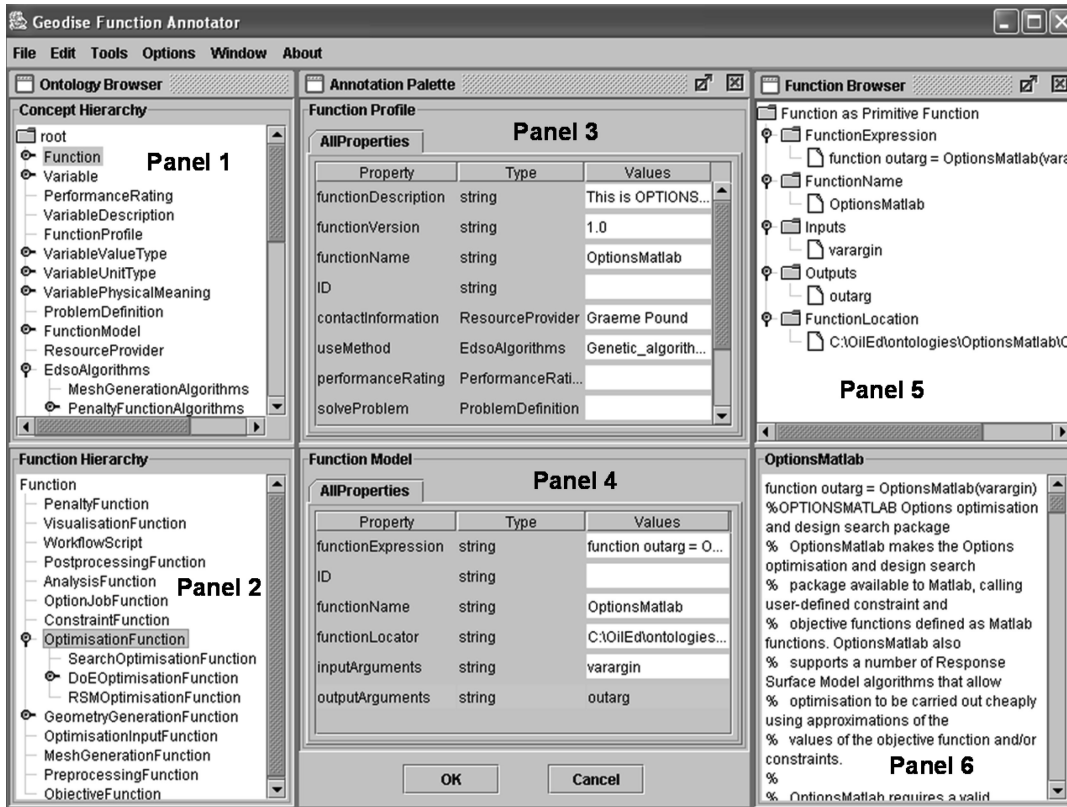 Geodise Function Annotator
File Edit Tools Options Window About
Ontology Browser
Concept Hierarchy
Panel 1
root
Function
Variable
PerformanceRating
VariableDescription
FunctionProfile
VariableValueType
VariableUnitType
VariablePhysicalMeaning
ProblemDefinition
FunctionModel
ResourceProvider
EdsoAlgorithms
MeshGenerationAlgorithms
PenaltyFunctionAlgorithms
Function Hierarchy
Panel 2
Function
PenaltyFunction
VisualisationFunction
WorkflowScript
PostprocessingFunction
AnalysisFunction
OptionJobFunction
ConstraintFunction
OptimisationFunction
SearchOptimisationFunction
DoEOptimisationFunction
RSMOptimisationFunction
GeometryGenerationFunction
OptimisationInputFunction
MeshGenerationFunction
PreprocessingFunction
ObjectiveFunction
Annotation Palette
Function Profile
Panel 3
AllProperties
Property Type Values
functionDescription string This is OPTIONS...
functionVersion string 1.0
functionName string OptionsMatlab
ID string
contactInformation ResourceProvider Graeme Pound
useMethod EdsoAlgorithms Genetic_algorith...
performanceRating PerformanceRati...
solveProblem ProblemDefinition
Function Model
Panel 4
AllProperties
Property Type Values
functionExpression string function outarg = O...
ID string
functionName string OptionsMatlab
functionLocator string C:\OilEd\ontologies...
inputArguments string varargin
outputArguments string outarg
OK Cancel
Function Browser
Function as Primitive Function
FunctionExpression
function outarg = OptionsMatlab(vara
FunctionName
OptionsMatlab
Inputs
varargin
Outputs
outarg
FunctionLocation
C:\OilEd\ontologies\OptionsMatlab\O
Panel 5
OptionsMatlab
function outarg = OptionsMatlab(varargin)
%OPTIONSMATLAB Options optimisation
and design search package
% OptionsMatlab makes the Options
optimisation and design search
% package available to Matlab, calling
user-defined constraint and
% objective functions defined as Matlab
functions. OptionsMatlab also
% supports a number of Response
Surface Model algorithms that allow
% optimisation to be carried out cheaply
using approximations of the
% values of the objective function and/or
constraints.
%
% OptionsMatlab requires a valid
Panel 6